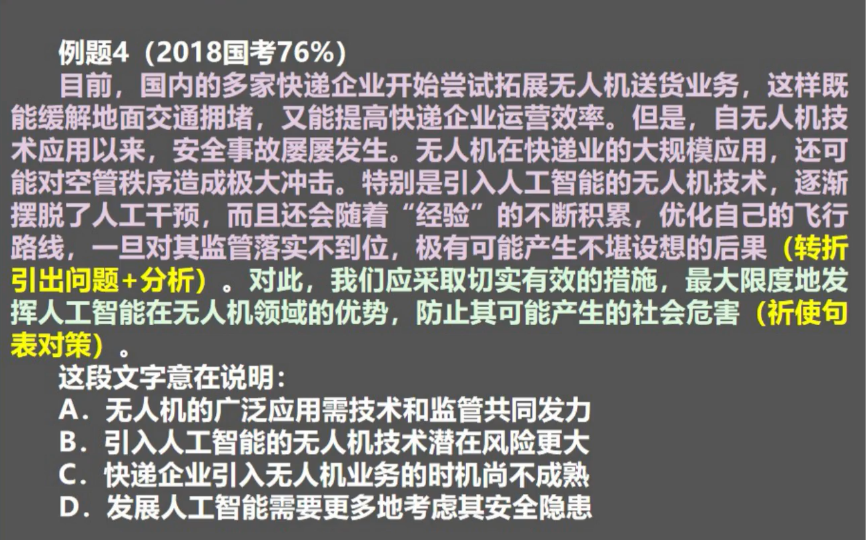 例题4（2018国考76%）
目前，国内的多家快递企业开始尝试拓展无人机送货业务，这样既
能缓解地面交通拥堵，又能提高快递企业运营效率。但是，自无人机技
术应用以来，安全事故屡屡发生。无人机在快递业的大规模应用，还可
能对空管秩序造成极大冲击。特别是引入人工智能的无人机技术，逐渐
摆脱了人工干预，而且还会随着“经验”的不断积累，优化自己的飞行
路线，一旦对其监管落实不到位，极有可能产生不堪设想的后果（转折
引出问题+分析）。对此，我们应采取切实有效的措施，最大限度地发
挥人工智能在无人机领域的优势，防止其可能产生的社会危害（祈使句
表对策）。
这段文字意在说明：
A．无人机的广泛应用需技术和监管共同发力
B．引入人工智能的无人机技术潜在风险更大
C．快递企业引入无人机业务的时机尚不成熟
D．发展人工智能需要更多地考虑其安全隐患